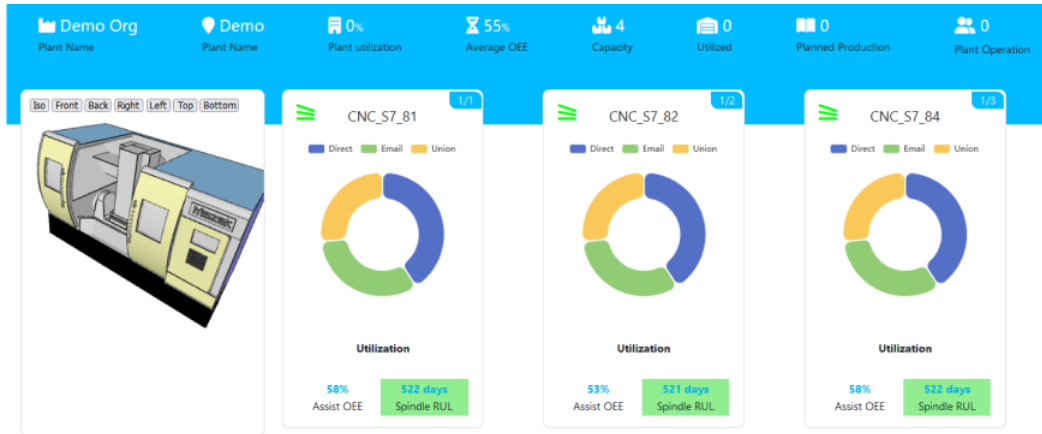 Demo Org
Plant Name
Demo
Plant Name
0%
Plant utilization
55%
Average OEE
4
Capacity
0
Utilized
0
Planned Production
0
Plant Operation
Iso Front Back Right Left Top Bottom
Mazak
1/1
CNC_S7_81
Direct Email Union
Utilization
58%
Assist OEE
522 days
Spindle RUL
1/2
CNC_S7_82
Direct Email Union
Utilization
53%
Assist OEE
521 days
Spindle RUL
1/3
CNC_S7_84
Direct Email Union
Utilization
58%
Assist OEE
522 days
Spindle RUL